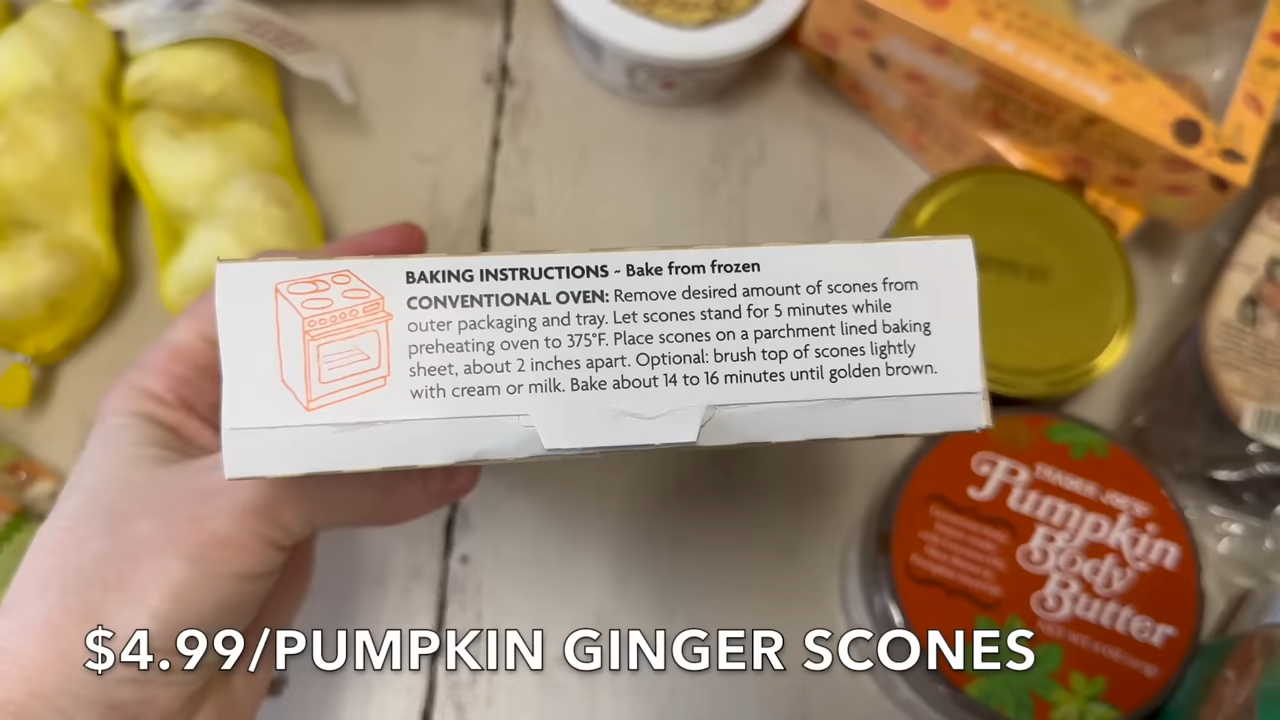 BAKING INSTRUCTIONS ~ Bake from frozen
CONVENTIONAL OVEN: Remove desired amount of scones from
outer packaging and tray. Let scones stand for 5 minutes while
preheating oven to 375°F. Place scones on a parchment lined baking
sheet, about 2 inches apart. Optional: brush top of scones lightly
with cream or milk. Bake about 14 to 16 minutes until golden brown.
TRADER JOE'S
Pumpkin
Body
Butter
$4.99/PUMPKIN GINGER SCONES